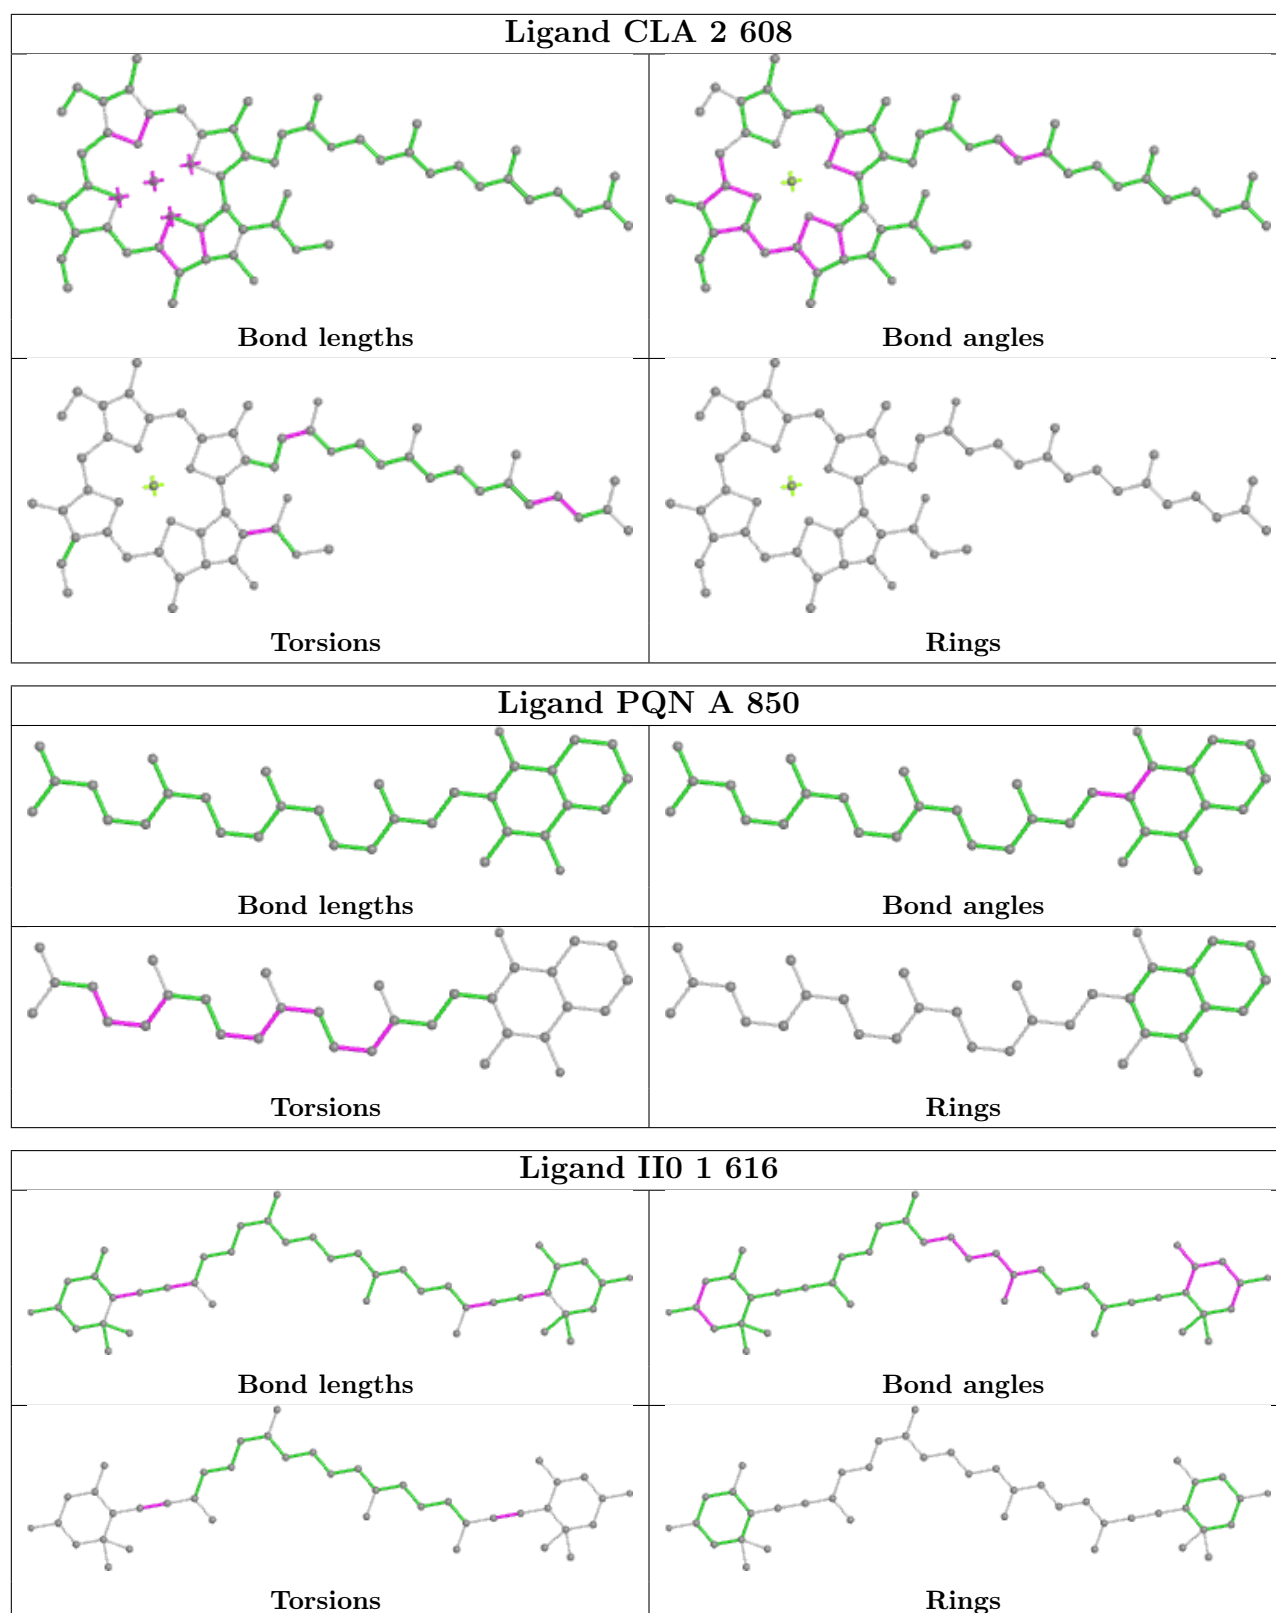 Ligand CLA 2 608
Bond lengths
Bond angles
Torsions
Rings
Ligand PQN A 850
Bond lengths
Bond angles
Torsions
Rings
Ligand II0 1 616
Bond lengths
Bond angles
Torsions
Rings